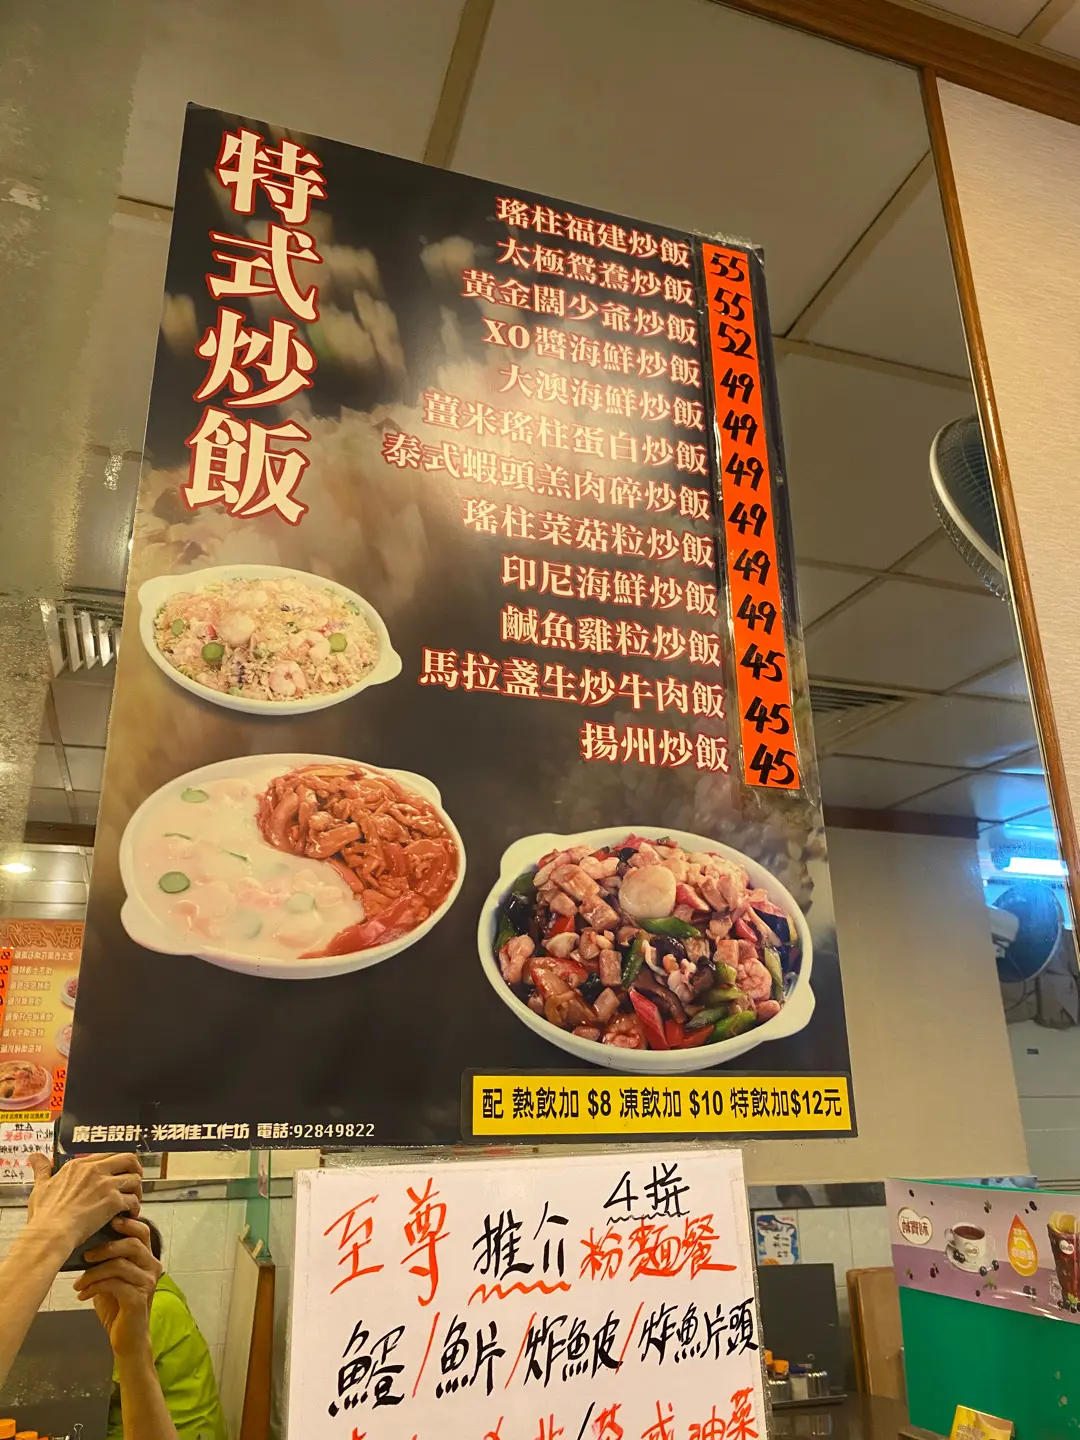 特式炒飯
瑤柱福建炒飯 55
太極鴛鴦炒飯 55
黃金闊少爺炒飯 52
XO醬海鮮炒飯 49
大澳海鮮炒飯 49
薑米瑤柱蛋白炒飯 49
泰式蝦頭羔肉碎炒飯 49
瑤柱菜菇粒炒飯 49
印尼海鮮炒飯 49
鹹魚雞粒炒飯 45
馬拉盞生炒牛肉飯 45
揚州炒飯 45
配 熱飲加 $8 凍飲加 $10 特飲加$12元
廣告設計:光羽佳工作坊 電話:92849822
至尊推介 4拼粉麵餐
魚片/炸魚皮/炸魚片頭
或油菜